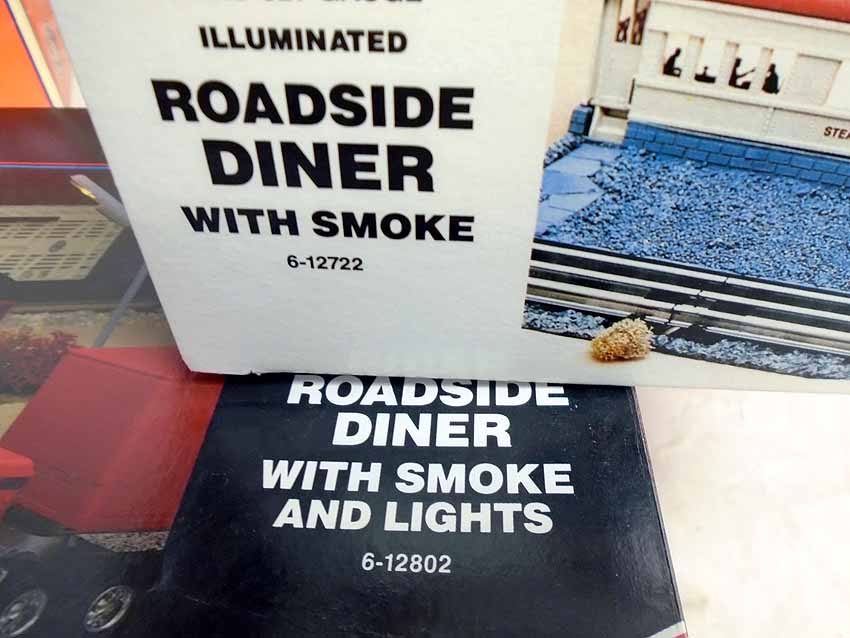 ILLUMINATED
ROADSIDE
DINER
WITH SMOKE
6-12722
ROADSIDE
DINER
WITH SMOKE
AND LIGHTS
6-12802